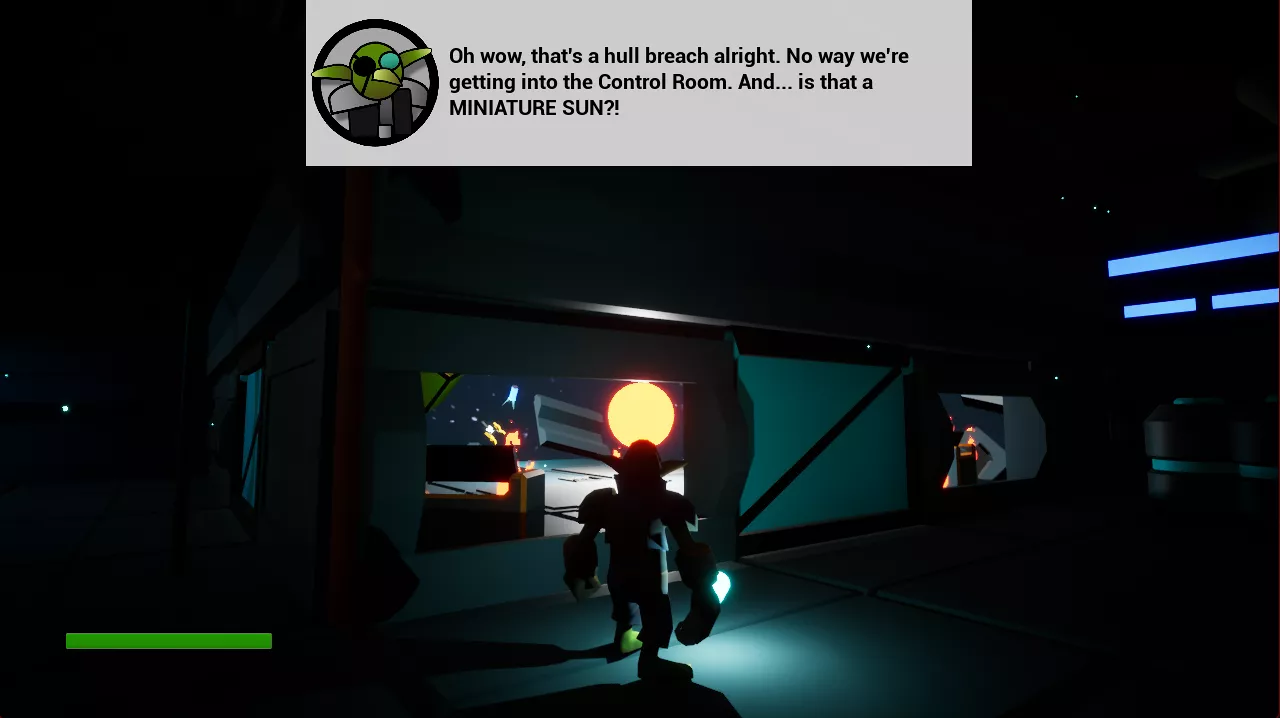 Oh wow, that's a hull breach alright. No way we're
getting into the Control Room. And... is that a
MINIATURE SUN?!